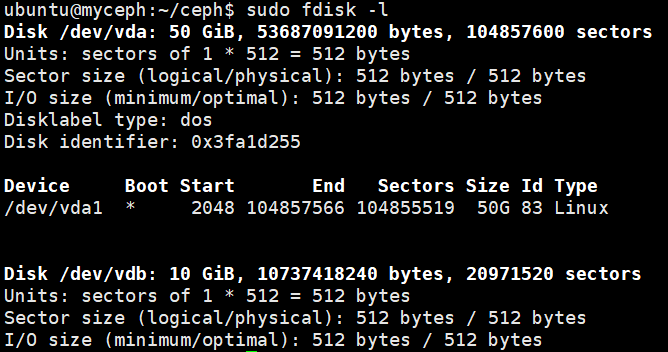 ubuntu@myceph:~/ceph$ sudo fdisk -l
Disk /dev/vda: 50 GiB, 53687091200 bytes, 104857600 sectors
Units: sectors of 1 * 512 = 512 bytes
Sector size (logical/physical): 512 bytes / 512 bytes
I/O size (minimum/optimal): 512 bytes / 512 bytes
Disklabel type: dos
Disk identifier: 0x3fa1d255
Device     Boot Start       End   Sectors Size Id Type
/dev/vda1  *     2048 104857566 104855519  50G 83 Linux
Disk /dev/vdb: 10 GiB, 10737418240 bytes, 20971520 sectors
Units: sectors of 1 * 512 = 512 bytes
Sector size (logical/physical): 512 bytes / 512 bytes
I/O size (minimum/optimal): 512 bytes / 512 bytes